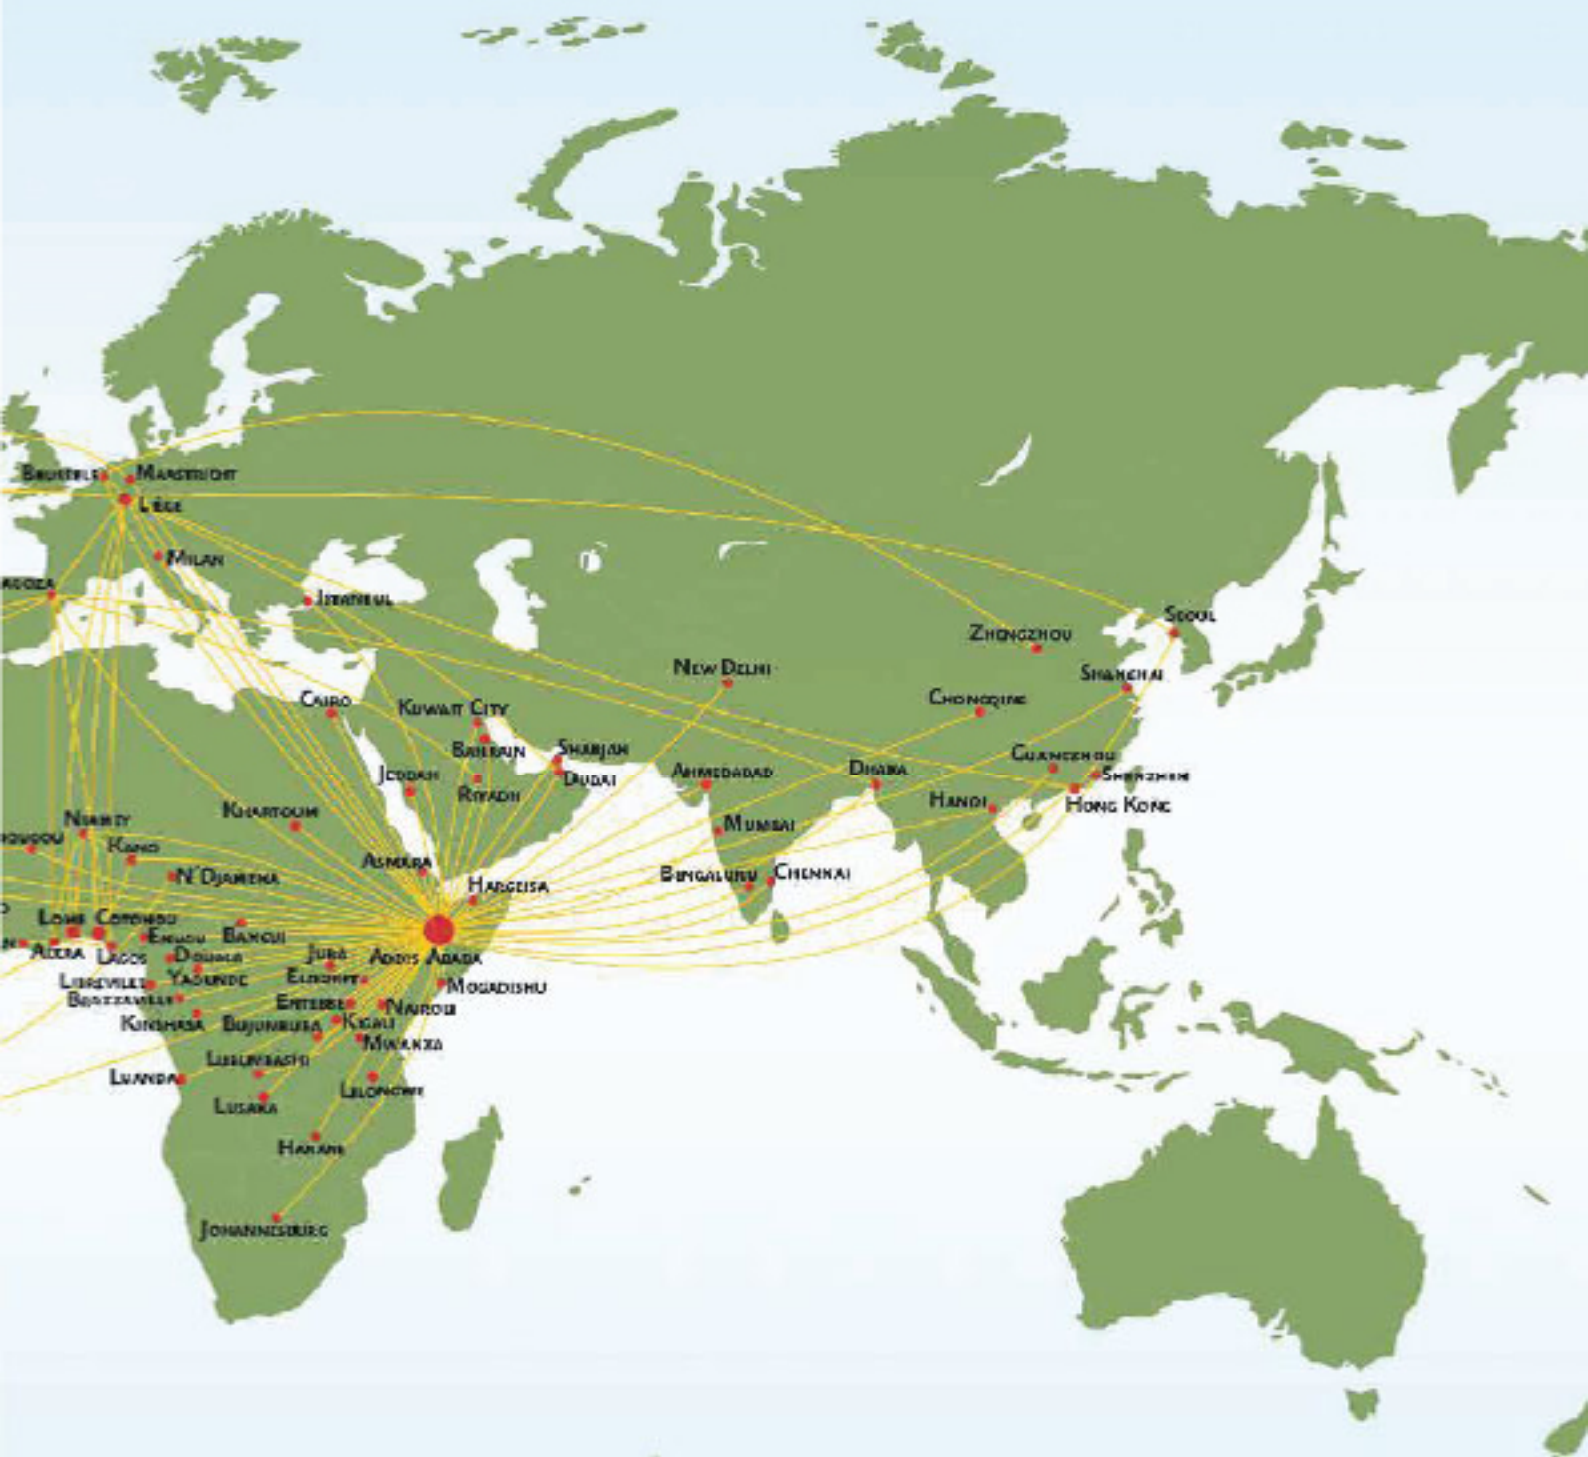 Brussels
Maastricht
Liège
Milan
Istanbul
Seoul
Zhengzhou
New Delhi
Shanghai
Cairo
Kuwait City
Chongqing
Bahrain
Sharjah
Guangzhou
Jeddah
Dubai
Ahmedabad
Dhaka
Shenzhen
Riyadh
Hanoi
Hong Kong
Khartoum
Niamey
Mumbai
Kano
Asmara
N'Djamena
Hargeisa
Bengaluru
Chennai
Lome
Cotonou
Enugu
Bangui
Accra
Lagos
Douala
Juba
Addis Ababa
Libreville
Yaounde
Eldoret
Mogadishu
Brazzaville
Entebbe
Nairobi
Kinshasa
Bujumbura
Kigali
Mwanza
Lubumbashi
Luanda
Lilongwe
Lusaka
Harare
Johannesburg